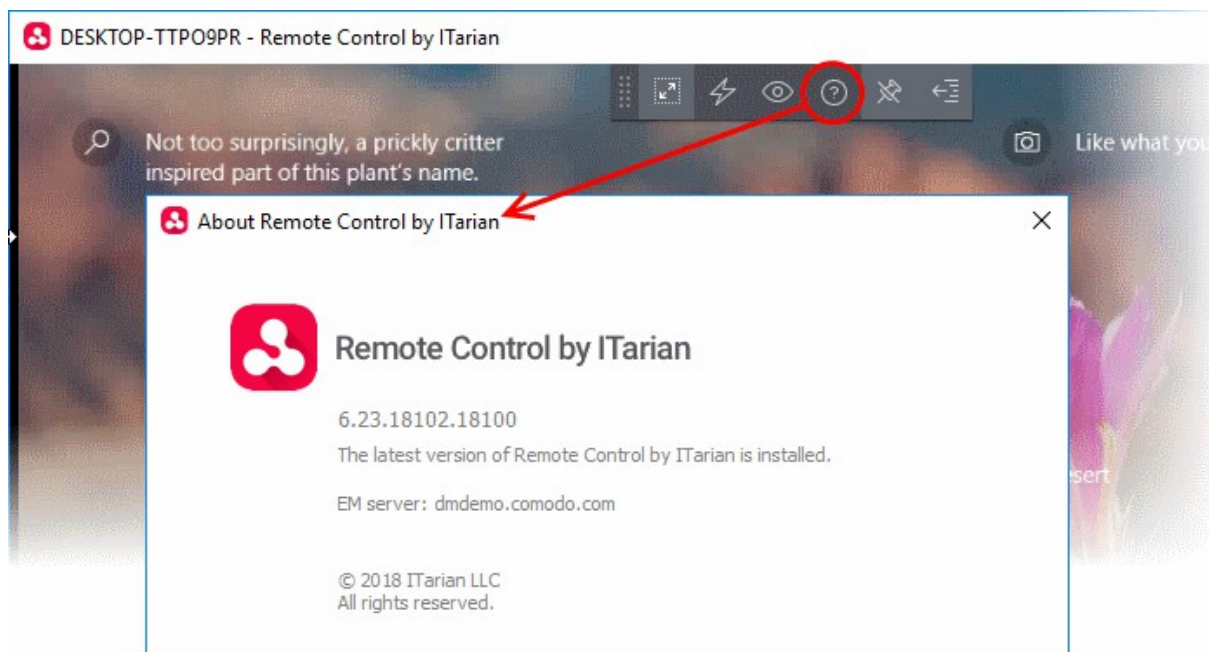 DESKTOP-TTPO9PR - Remote Control by ITarian
Not too surprisingly, a prickly critter
inspired part of this plant's name.
Like what you
About Remote Control by ITarian
Remote Control by ITarian
6.23.18102.18100
The latest version of Remote Control by ITarian is installed.
EM server: dmdemo.comodo.com
esert
© 2018 ITarian LLC
All rights reserved.